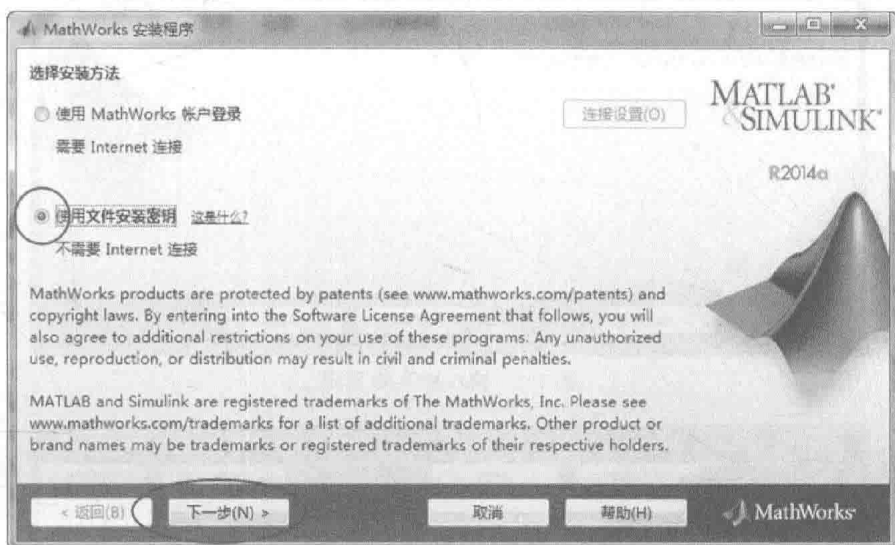 MathWorks 安装程序
选择安装方法
使用 MathWorks 帐户登录
连接设置(O)
需要 Internet 连接
使用文件安装密钥 这是什么?
不需要 Internet 连接
MathWorks products are protected by patents (see www.mathworks.com/patents) and
copyright laws. By entering into the Software License Agreement that follows, you will
also agree to additional restrictions on your use of these programs. Any unauthorized
use, reproduction, or distribution may result in civil and criminal penalties.
MATLAB and Simulink are registered trademarks of The MathWorks, Inc. Please see
www.mathworks.com/trademarks for a list of additional trademarks. Other product or
brand names may be trademarks or registered trademarks of their respective holders.
MATLAB®
&SIMULINK®
R2014a
< 返回(B)
下一步(N) >
取消
帮助(H)
MathWorks®